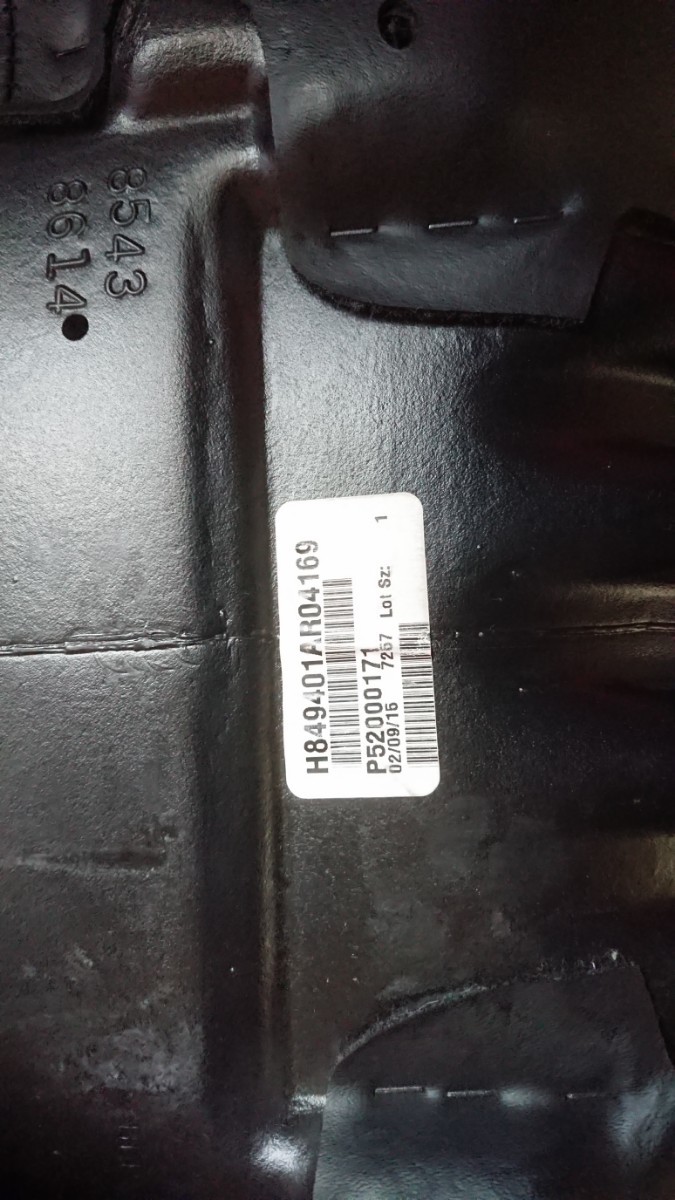 8543
8614
H849401AR04169
P52000171
02/09/16 7267 Lot Sz: 1